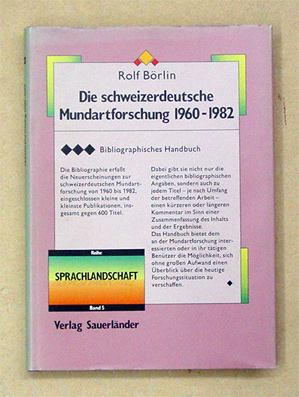 Rolf Börlin
Die schweizerdeutsche
Mundartforschung 1960-1982
Bibliographisches Handbuch
Die Bibliographie erfaßt
die Neuerscheinungen zur
schweizerdeutschen Mundart-
forschung von 1960 bis 1982,
eingeschlossen kleine und
kleinste Publikationen, ins-
gesamt gegen 600 Titel.
Dabei gibt sie nicht nur die
eigentlichen bibliographischen
Angaben, sondern auch zu
jedem Titel – je nach Umfang
der betreffenden Arbeit –
einen kürzeren oder längeren
Kommentar im Sinn einer
Zusammenfassung des Inhalts
und der Ergebnisse.
Das Handbuch bietet dem
an der Mundartforschung inter-
essierten oder in ihr tätigen
Benützer die Möglichkeit, sich
ohne großen Aufwand einen
Überblick über die heutige
Forschungssituation zu
verschaffen.
Reihe
SPRACHLANDSCHAFT
Band 5
Verlag Sauerländer